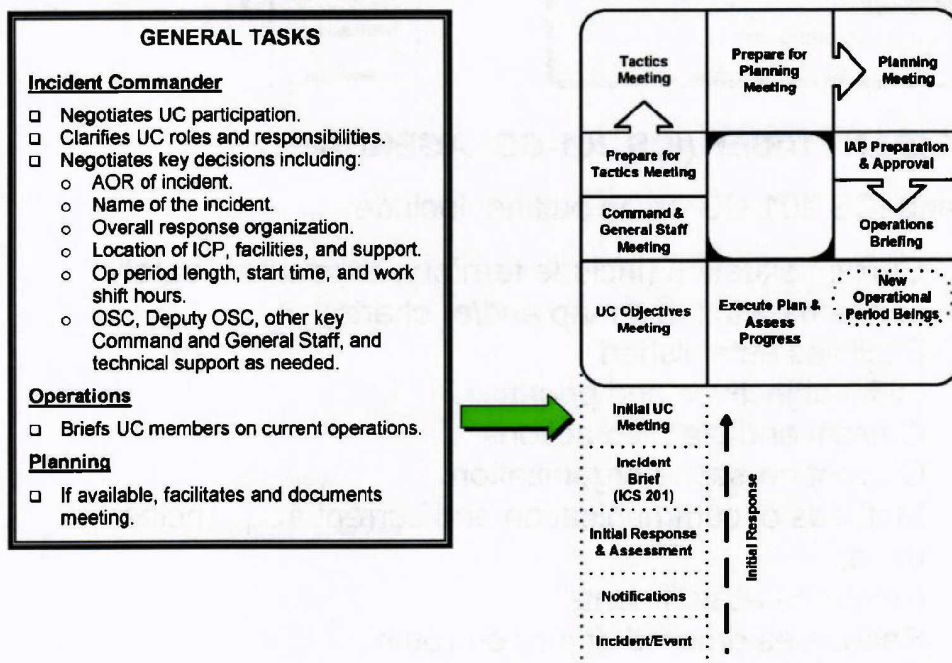 GENERAL TASKS
Incident Commander
□ Negotiates UC participation.
□ Clarifies UC roles and responsibilities.
□ Negotiates key decisions including:
o AOR of incident.
o Name of the incident.
o Overall response organization.
o Location of ICP, facilities, and support.
o Op period length, start time, and work
shift hours.
o OSC, Deputy OSC, other key
Command and General Staff, and
technical support as needed.
Operations
□ Briefs UC members on current operations.
Planning
□ If available, facilitates and documents
meeting.
Tactics
Meeting
Prepare for
Planning
Meeting
Planning
Meeting
Prepare for
Tactics Meeting
IAP Preparation
& Approval
Command &
General Staff
Meeting
Operations
Briefing
UC Objectives
Meeting
Execute Plan &
Assess
Progress
New
Operational
Period Beings
Initial UC
Meeting
Incident
Brief
(ICS 201)
Initial Response
& Assessment
Notifications
Incident/Event
Initial Response